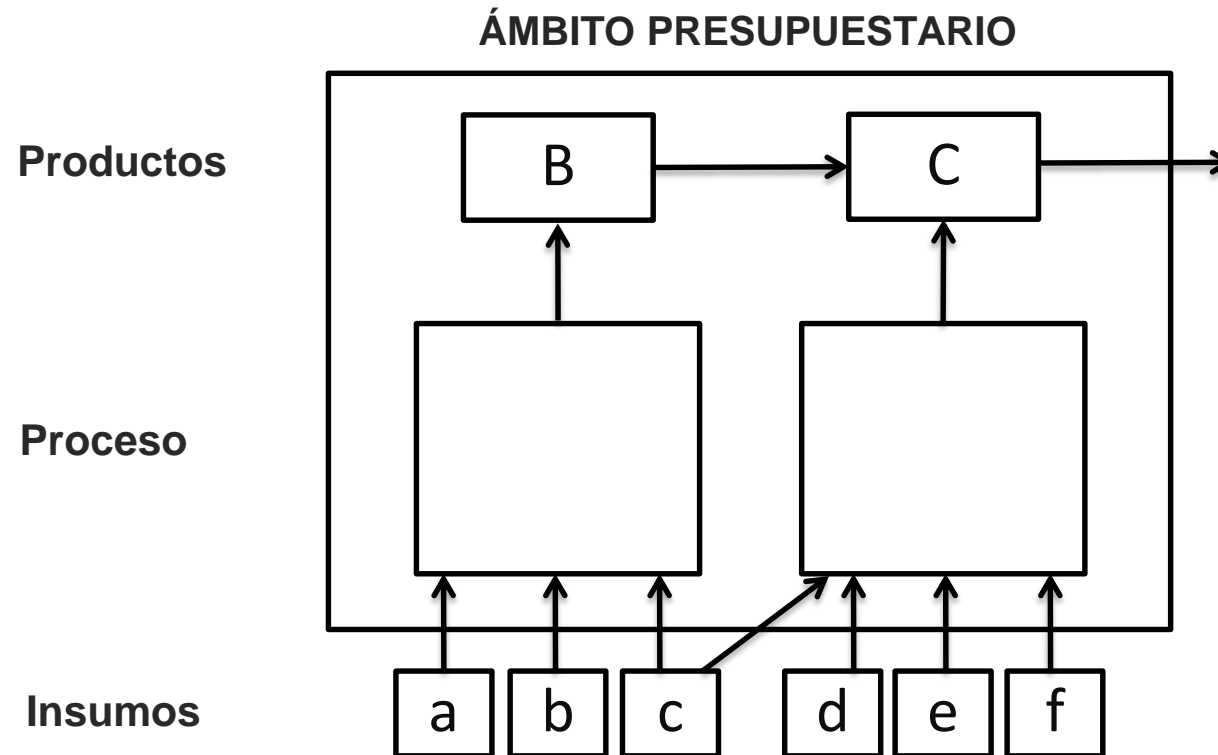 ÁMBITO PRESUPUESTARIO
Productos
B
C
Proceso
Insumos
a
b
c
d
e
f